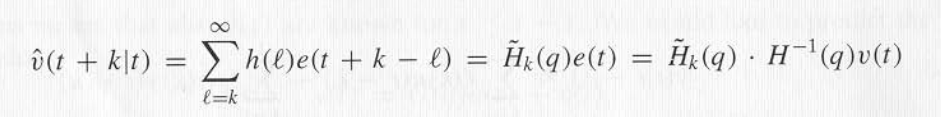 v̂(t + k|t) = ∑_{ℓ=k}^{∞} h(ℓ)e(t + k − ℓ) = H̃_k(q)e(t) = H̃_k(q) · H^{−1}(q)v(t)